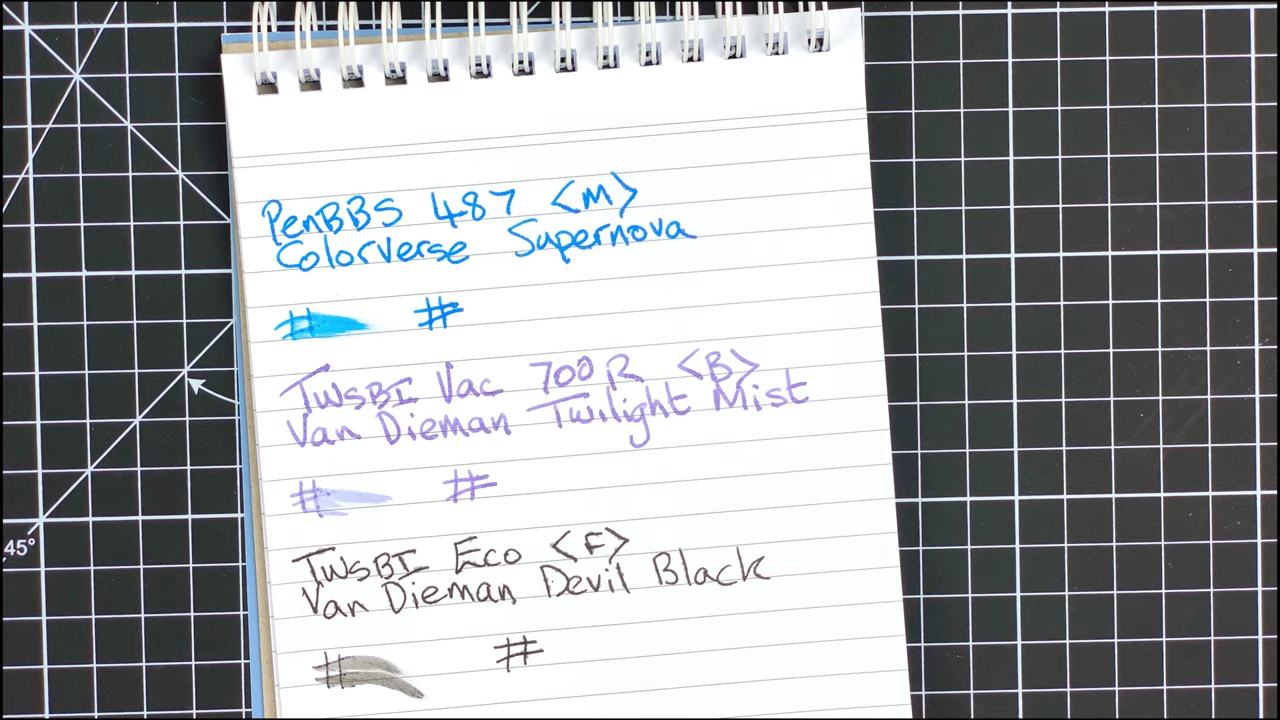 PenBBS 487 <M>
Colorverse Supernova
# #
TWSBI Vac 700R <B>
Van Dieman Twilight Mist
# #
45°
TWSBI Eco <F>
Van Dieman Devil Black
# #